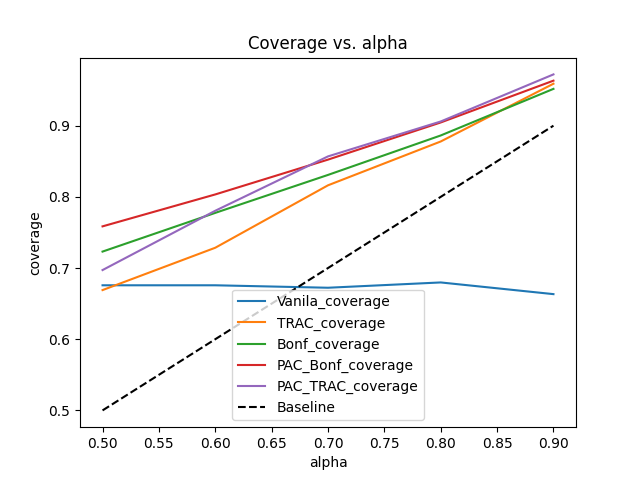 Coverage vs. alpha
coverage
0.9
0.8
0.7
0.6
0.5
Vanila_coverage
TRAC_coverage
Bonf_coverage
PAC_Bonf_coverage
PAC_TRAC_coverage
Baseline
0.50 0.55 0.60 0.65 0.70 0.75 0.80 0.85 0.90
alpha